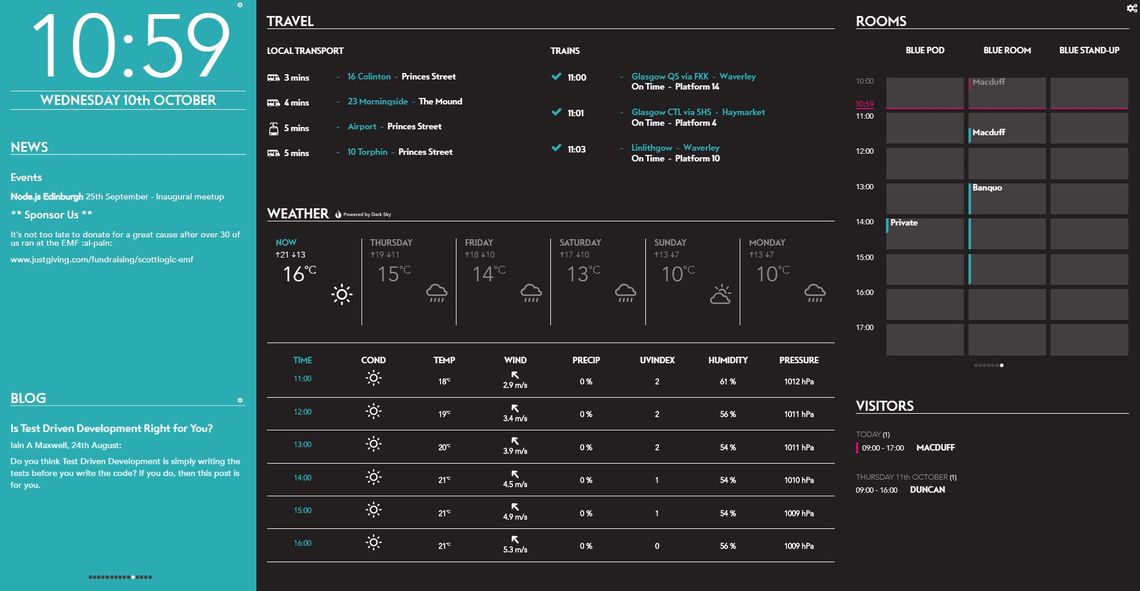 10:59
WEDNESDAY 10th OCTOBER
NEWS
Events
Node.js Edinburgh 25th September - Inaugural meetup
** Sponsor Us **
It's not too late to donate for a great cause after over 30 of
us ran at the EMF :al-pain:
www.justgiving.com/fundraising/scottlogic-emf
BLOG
Is Test Driven Development Right for You?
Iain A Maxwell, 24th August:
Do you think Test Driven Development is simply writing the
tests before you write the code? If you do, then this post is
for you.
TRAVEL
LOCAL TRANSPORT
3 mins - 16 Colinton - Princes Street
4 mins - 23 Morningside - The Mound
5 mins - Airport - Princes Street
5 mins - 10 Torphin - Princes Street
TRAINS
11:00 - Glasgow QS via FKK - Waverley
On Time - Platform 14
11:01 - Glasgow CTL via SHS - Haymarket
On Time - Platform 4
11:03 - Linlithgow - Waverley
On Time - Platform 10
WEATHER Powered by Dark Sky
NOW
↑21 ↓13
16°C
THURSDAY
↑19 ↓11
15°C
FRIDAY
↑18 ↓10
14°C
SATURDAY
↑17 ↓10
13°C
SUNDAY
↑13 ↓7
10°C
MONDAY
↑13 ↓7
10°C
TIME COND TEMP WIND PRECIP UVINDEX HUMIDITY PRESSURE
11:00 18°C 2.9 m/s 0 % 2 61 % 1012 hPa
12:00 19°C 3.4 m/s 0 % 2 56 % 1011 hPa
13:00 20°C 3.9 m/s 0 % 2 54 % 1011 hPa
14:00 21°C 4.5 m/s 0 % 1 54 % 1010 hPa
15:00 21°C 4.9 m/s 0 % 1 54 % 1009 hPa
16:00 21°C 5.3 m/s 0 % 0 56 % 1009 hPa
ROOMS
BLUE POD BLUE ROOM BLUE STAND-UP
10:00 Macduff
10:59
11:00
Macduff
12:00
13:00 Banquo
14:00 Private
15:00
16:00
17:00
VISITORS
TODAY (1)
09:00 - 17:00 MACDUFF
THURSDAY 11th OCTOBER (1)
09:00 - 16:00 DUNCAN